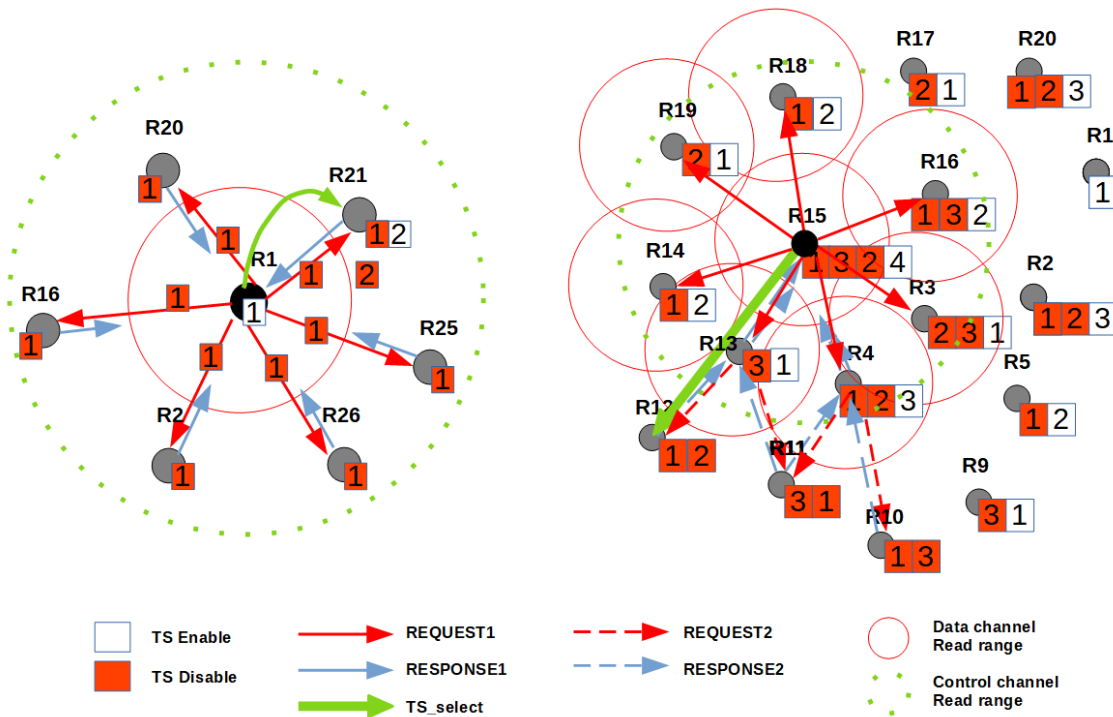 R17
R20
R18
1 2 3
2 1
R19
1 2
R20
R1
2 1
R16
1
R21
1
1 3 2
R15
1 2
1
R1
1
2
1 3 2 4
R14
R2
R16
1
1
R3
1 2
1 2 3
1
R25
2 3 1
1
R13
R4
1
1
3 1
R5
1
1 2 3
R2
R26
R12
1 2
1
1
1 2
R11
R9
3 1
3 1
R10
1 3
TS Enable
REQUEST1
REQUEST2
Data channel
Read range
TS Disable
RESPONSE1
RESPONSE2
TS_select
Control channel
Read range